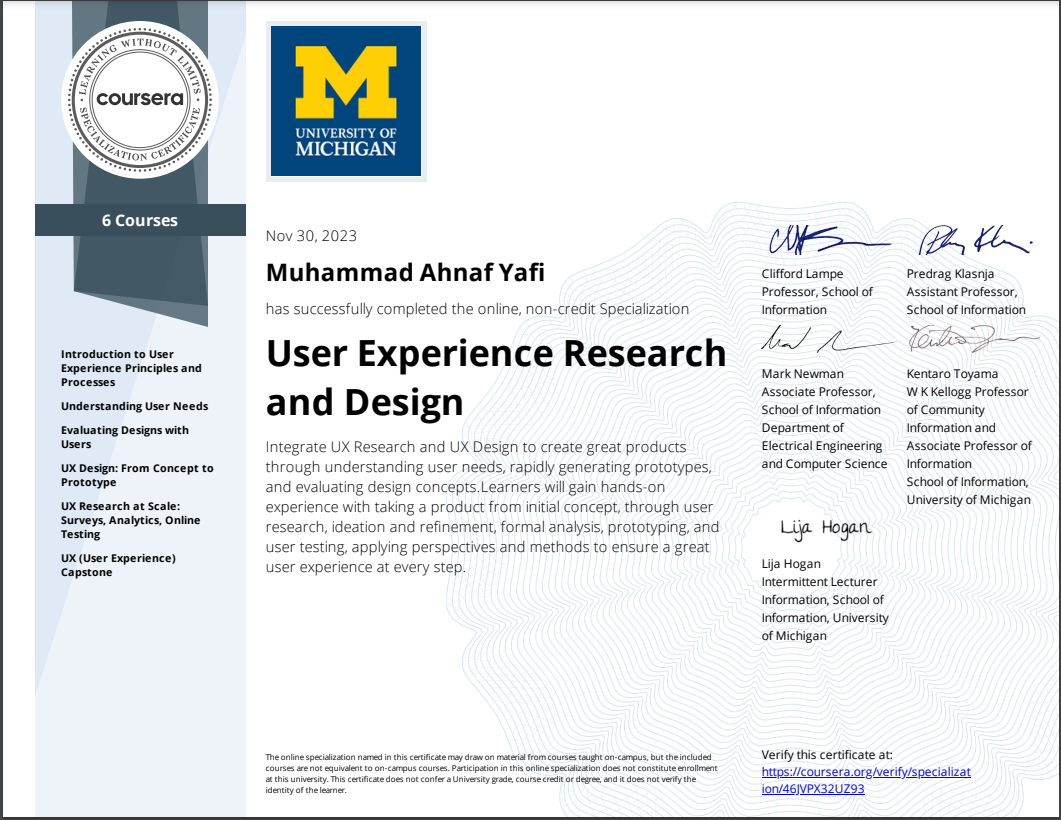 LEARNING WITHOUT LIMITS
coursera
SPECIALIZATION CERTIFICATE
6 Courses
Introduction to User
Experience Principles and
Processes
Understanding User Needs
Evaluating Designs with
Users
UX Design: From Concept to
Prototype
UX Research at Scale:
Surveys, Analytics, Online
Testing
UX (User Experience)
Capstone
M
UNIVERSITY OF
MICHIGAN
Nov 30, 2023
Muhammad Ahnaf Yafi
has successfully completed the online, non-credit Specialization
User Experience Research
and Design
Integrate UX Research and UX Design to create great products
through understanding user needs, rapidly generating prototypes,
and evaluating design concepts.Learners will gain hands-on
experience with taking a product from initial concept, through user
research, ideation and refinement, formal analysis, prototyping, and
user testing, applying perspectives and methods to ensure a great
user experience at every step.
Clifford Lampe
Professor, School of
Information
Predrag Klasnja
Assistant Professor,
School of Information
Mark Newman
Associate Professor,
School of Information
Department of
Electrical Engineering
and Computer Science
Kentaro Toyama
W K Kellogg Professor
of Community
Information and
Associate Professor of
Information
School of Information,
University of Michigan
Lija Hogan
Lija Hogan
Intermittent Lecturer
Information, School of
Information, University
of Michigan
The online specialization named in this certificate may draw on material from courses taught on-campus, but the included
courses are not equivalent to on-campus courses. Participation in this online specialization does not constitute enrollment
at this university. This certificate does not confer a University grade, course credit or degree, and it does not verify the
identity of the learner.
Verify this certificate at:
https://coursera.org/verify/specializat
ion/46JVPX32UZ93